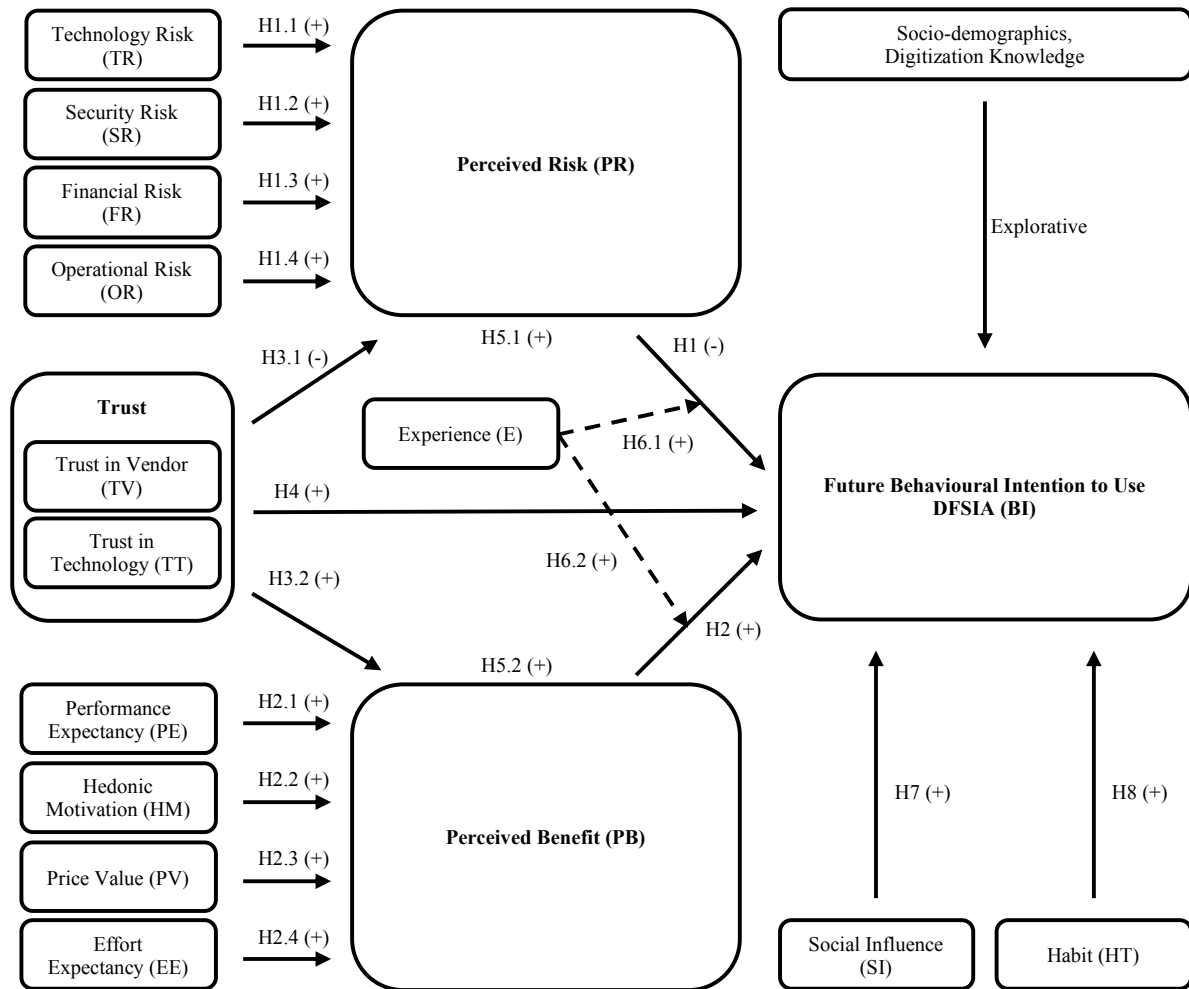 Technology Risk
(TR)
H1.1 (+)
Security Risk
(SR)
H1.2 (+)
Financial Risk
(FR)
H1.3 (+)
Operational Risk
(OR)
H1.4 (+)
Perceived Risk (PR)
Socio-demographics,
Digitization Knowledge
Explorative
H5.1 (+)
H3.1 (-)
H1 (-)
Trust
Trust in Vendor
(TV)
Trust in
Technology (TT)
Experience (E)
H6.1 (+)
H4 (+)
H6.2 (+)
H3.2 (+)
H2 (+)
H5.2 (+)
Future Behavioural Intention to Use
DFSIA (BI)
Performance
Expectancy (PE)
H2.1 (+)
Hedonic
Motivation (HM)
H2.2 (+)
Price Value (PV)
H2.3 (+)
Effort
Expectancy (EE)
H2.4 (+)
Perceived Benefit (PB)
H7 (+)
H8 (+)
Social Influence
(SI)
Habit (HT)